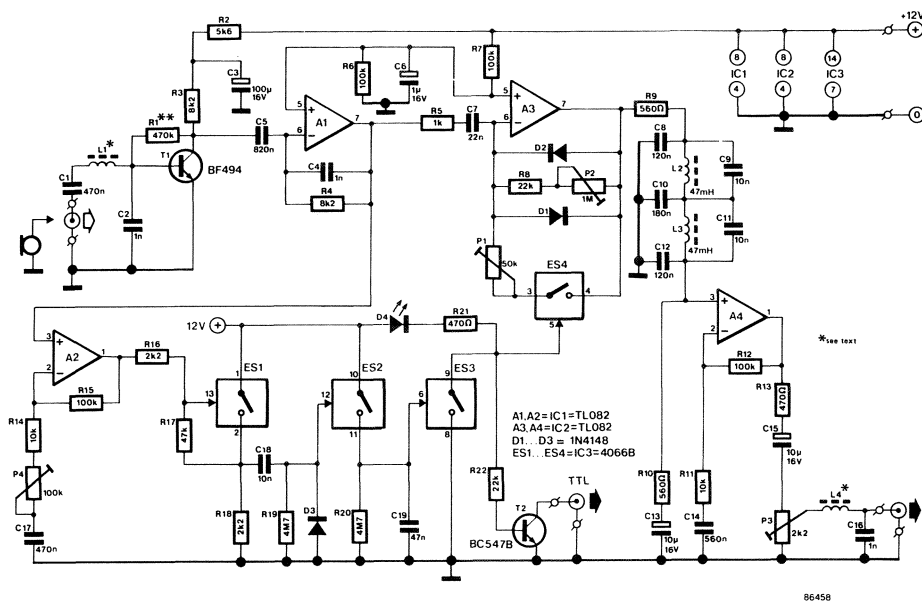 R2
5k6
+12V
R3
8k2
C3
100µ
16V
R6
100k
C6
1µ
16V
R7
100k
8
IC1
4
8
IC2
4
14
IC3
7
0
R1**
470k
L1*
T1
BF494
C1
470n
C2
1n
C5
820n
5
6
A1
7
C4
1n
R4
8k2
R5
1k
C7
22n
5
6
A3
7
D2
R8
22k
P2
1M
D1
P1
50k
ES4
3
4
5
R9
560Ω
C8
120n
L2
47mH
C9
10n
C10
180n
L3
47mH
C11
10n
C12
120n
3
2
A4
1
R12
100k
*see text
R13
470Ω
C15
10µ
16V
3
2
A2
1
R16
2k2
R15
100k
R14
10k
P4
100k
C17
470n
12V
D4
R21
470Ω
ES1
1
13
2
R17
47k
C18
10n
R18
2k2
R19
4M7
D3
ES2
10
12
11
R20
4M7
C19
47n
ES3
9
6
8
A1,A2=IC1=TL082
A3,A4=IC2=TL082
D1...D3 = 1N4148
ES1...ES4=IC3=4066B
R22
22k
TTL
T2
BC547B
R10
560Ω
C13
10µ
16V
R11
10k
C14
560n
P3
2k2
L4*
C16
1n
86458